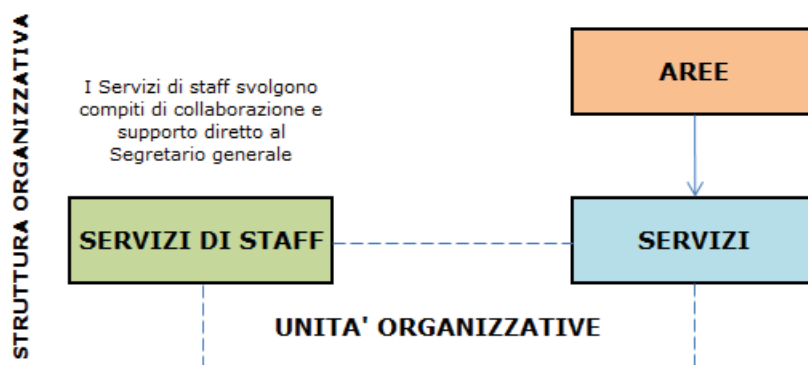 STRUTTURA ORGANIZZATIVA
AREE
I Servizi di staff svolgono
compiti di collaborazione e
supporto diretto al
Segretario generale
SERVIZI DI STAFF
SERVIZI
UNITA' ORGANIZZATIVE